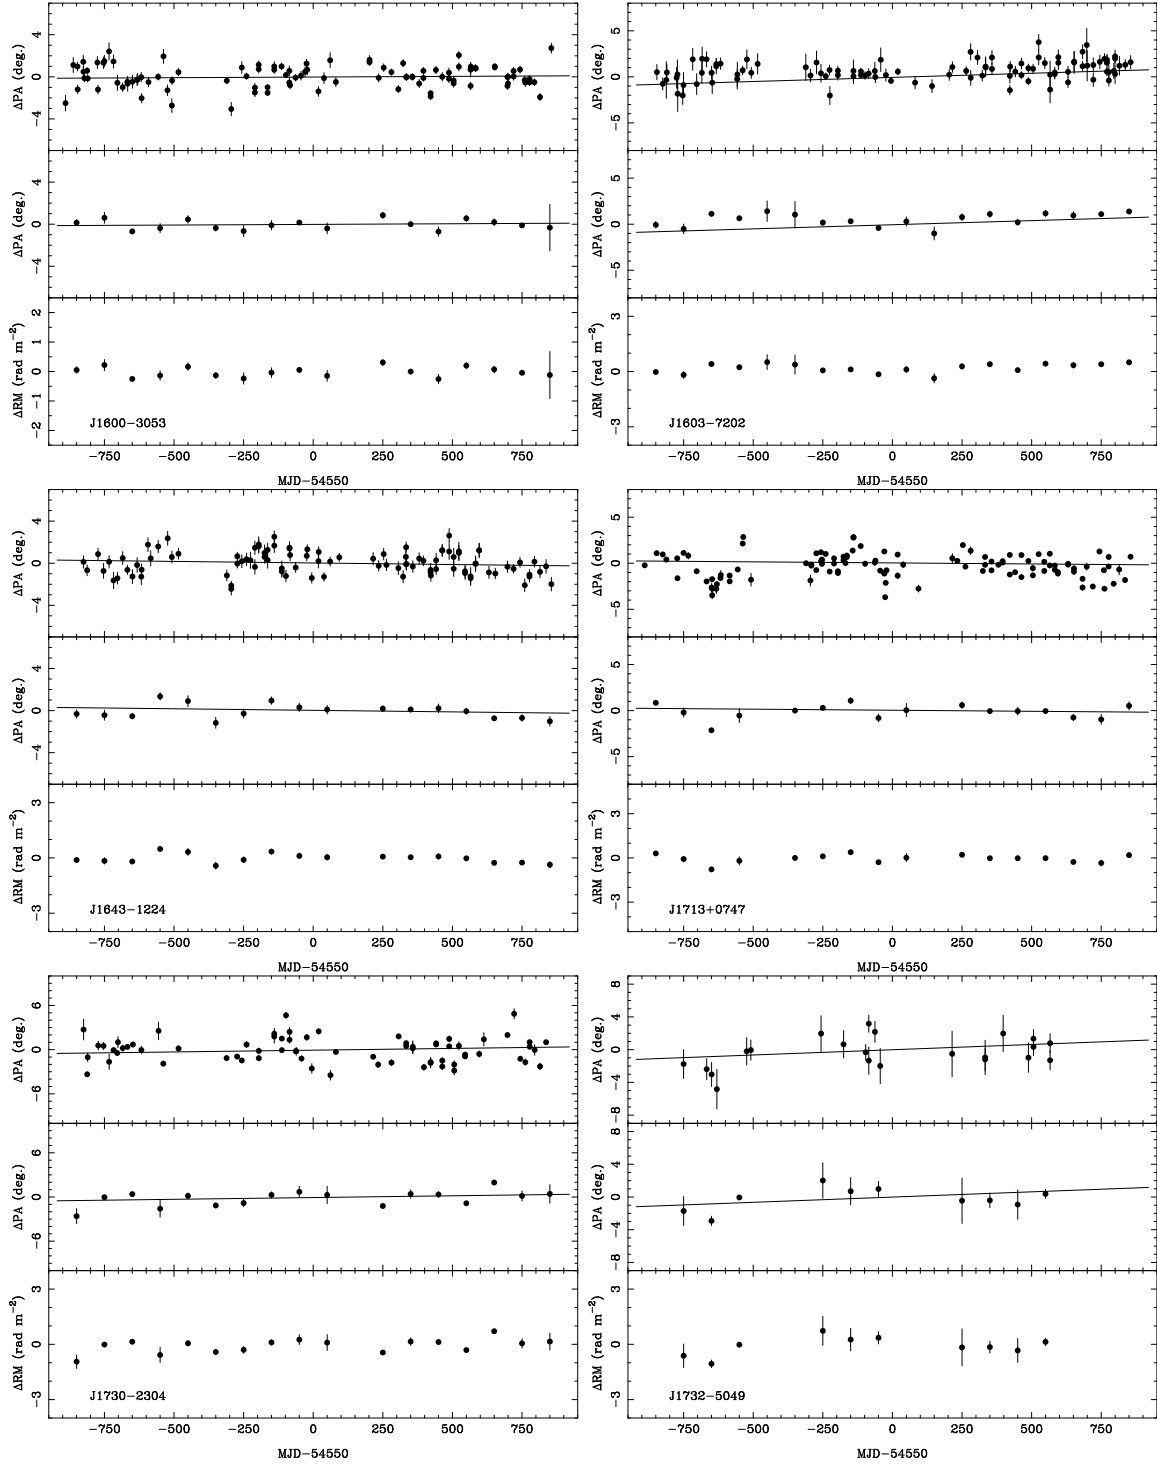 ΔPA (deg.)
4
0
−4
ΔPA (deg.)
4
0
−4
ΔRM (rad m−2)
2
1
0
−1
−2
J1600−3053
−750 −500 −250 0 250 500 750
MJD−54550
ΔPA (deg.)
5
0
−5
ΔPA (deg.)
5
0
−5
ΔRM (rad m−2)
3
0
−3
J1603−7202
−750 −500 −250 0 250 500 750
MJD−54550
ΔPA (deg.)
4
0
−4
ΔPA (deg.)
4
0
−4
ΔRM (rad m−2)
3
0
−3
J1643−1224
−750 −500 −250 0 250 500 750
MJD−54550
ΔPA (deg.)
5
0
−5
ΔPA (deg.)
5
0
−5
ΔRM (rad m−2)
3
0
−3
J1713+0747
−750 −500 −250 0 250 500 750
MJD−54550
ΔPA (deg.)
6
0
−6
ΔPA (deg.)
6
0
−6
ΔRM (rad m−2)
3
0
−3
J1730−2304
−750 −500 −250 0 250 500 750
MJD−54550
ΔPA (deg.)
8
4
0
−4
−8
ΔPA (deg.)
8
4
0
−4
−8
ΔRM (rad m−2)
3
0
−3
J1732−5049
−750 −500 −250 0 250 500 750
MJD−54550